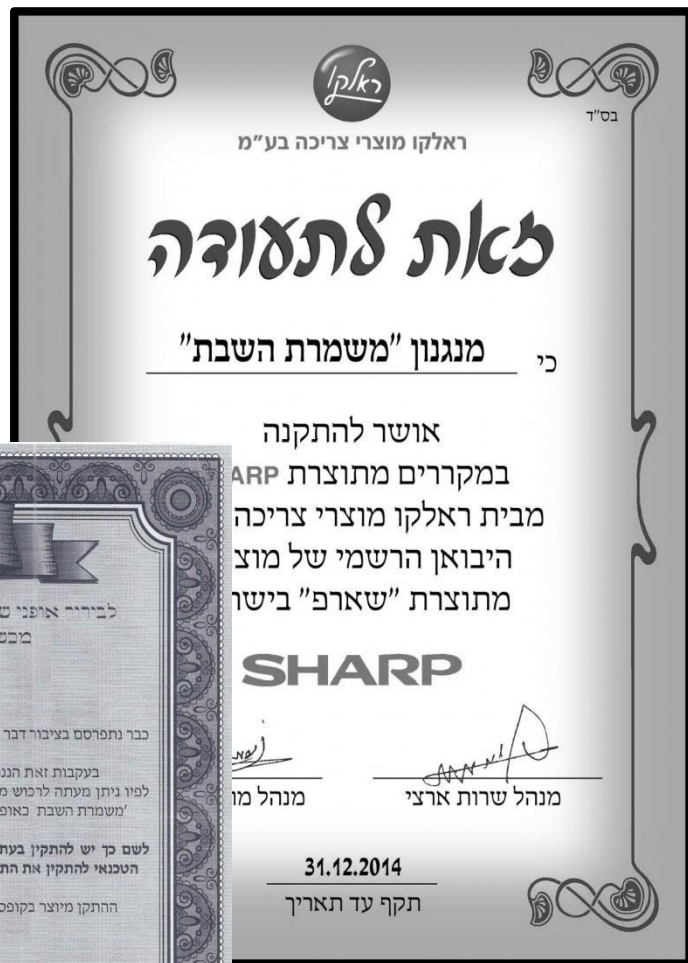 ראלקו
בס"ד
ראלקו מוצרי צריכה בע"מ
זאת לתעודה
כי מנגנון "משמרת השבת"
אושר להתקנה
במקררים מתוצרת ARP
מבית ראלקו מוצרי צריכה
היבואן הרשמי של מוצ
מתוצרת "שארפ" בישר
SHARP
מנהל שרות ארצי
מנהל מו
31.12.2014
תקף עד תאריך
לבירור אופני ש
מכש
כבר נתפרסם בציבור דבר
בעקבות זאת הננ
לפיו ניתן מעתה לרכוש מ
'משמרת השבת באופ
לשם כך יש להתקין בעת
הטכנאי להתקין את הת
ההתקן מיוצר בקופס